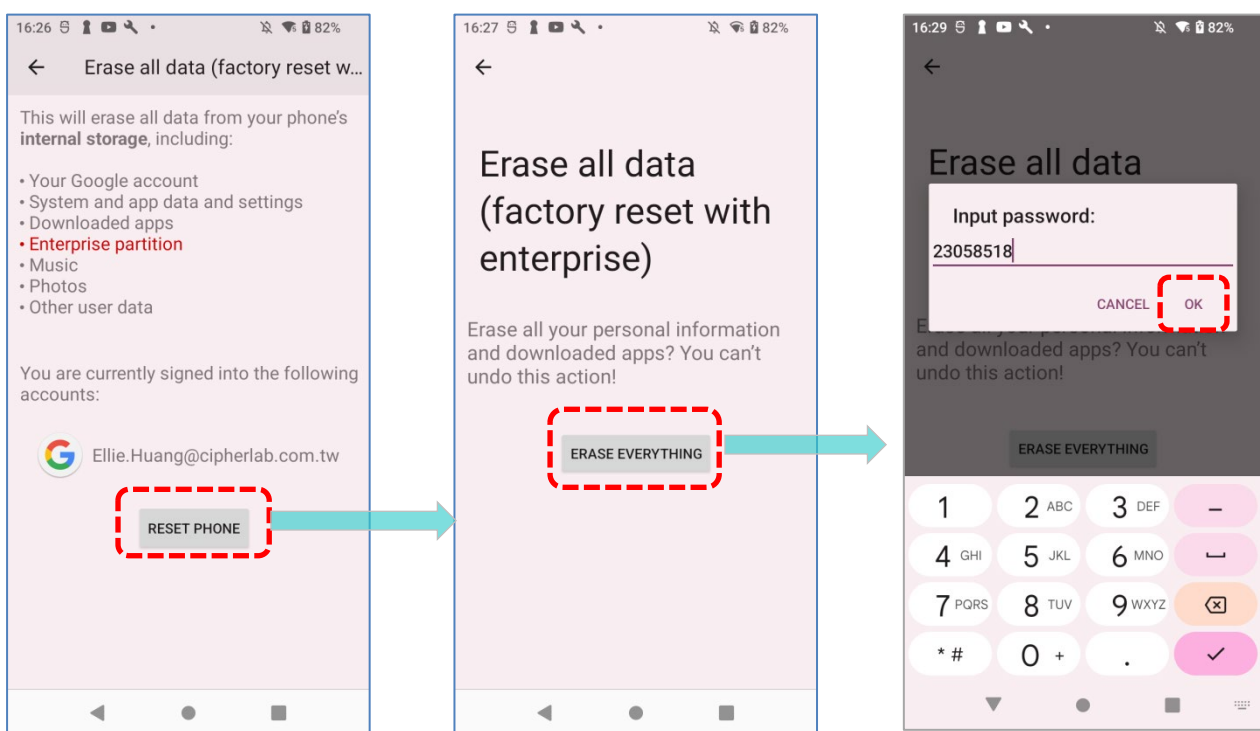 16:26 82%
Erase all data (factory reset w...
This will erase all data from your phone's
internal storage, including:
• Your Google account
• System and app data and settings
• Downloaded apps
• Enterprise partition
• Music
• Photos
• Other user data
You are currently signed into the following
accounts:
Ellie.Huang@cipherlab.com.tw
RESET PHONE
16:27 82%
Erase all data
(factory reset with
enterprise)
Erase all your personal information
and downloaded apps? You can't
undo this action!
ERASE EVERYTHING
16:29 82%
Erase all data
Input password:
23058518
CANCEL OK
and downloaded apps? You can't
undo this action!
ERASE EVERYTHING
1 2 ABC 3 DEF –
4 GHI 5 JKL 6 MNO
7 PQRS 8 TUV 9 WXYZ
* # 0 + .